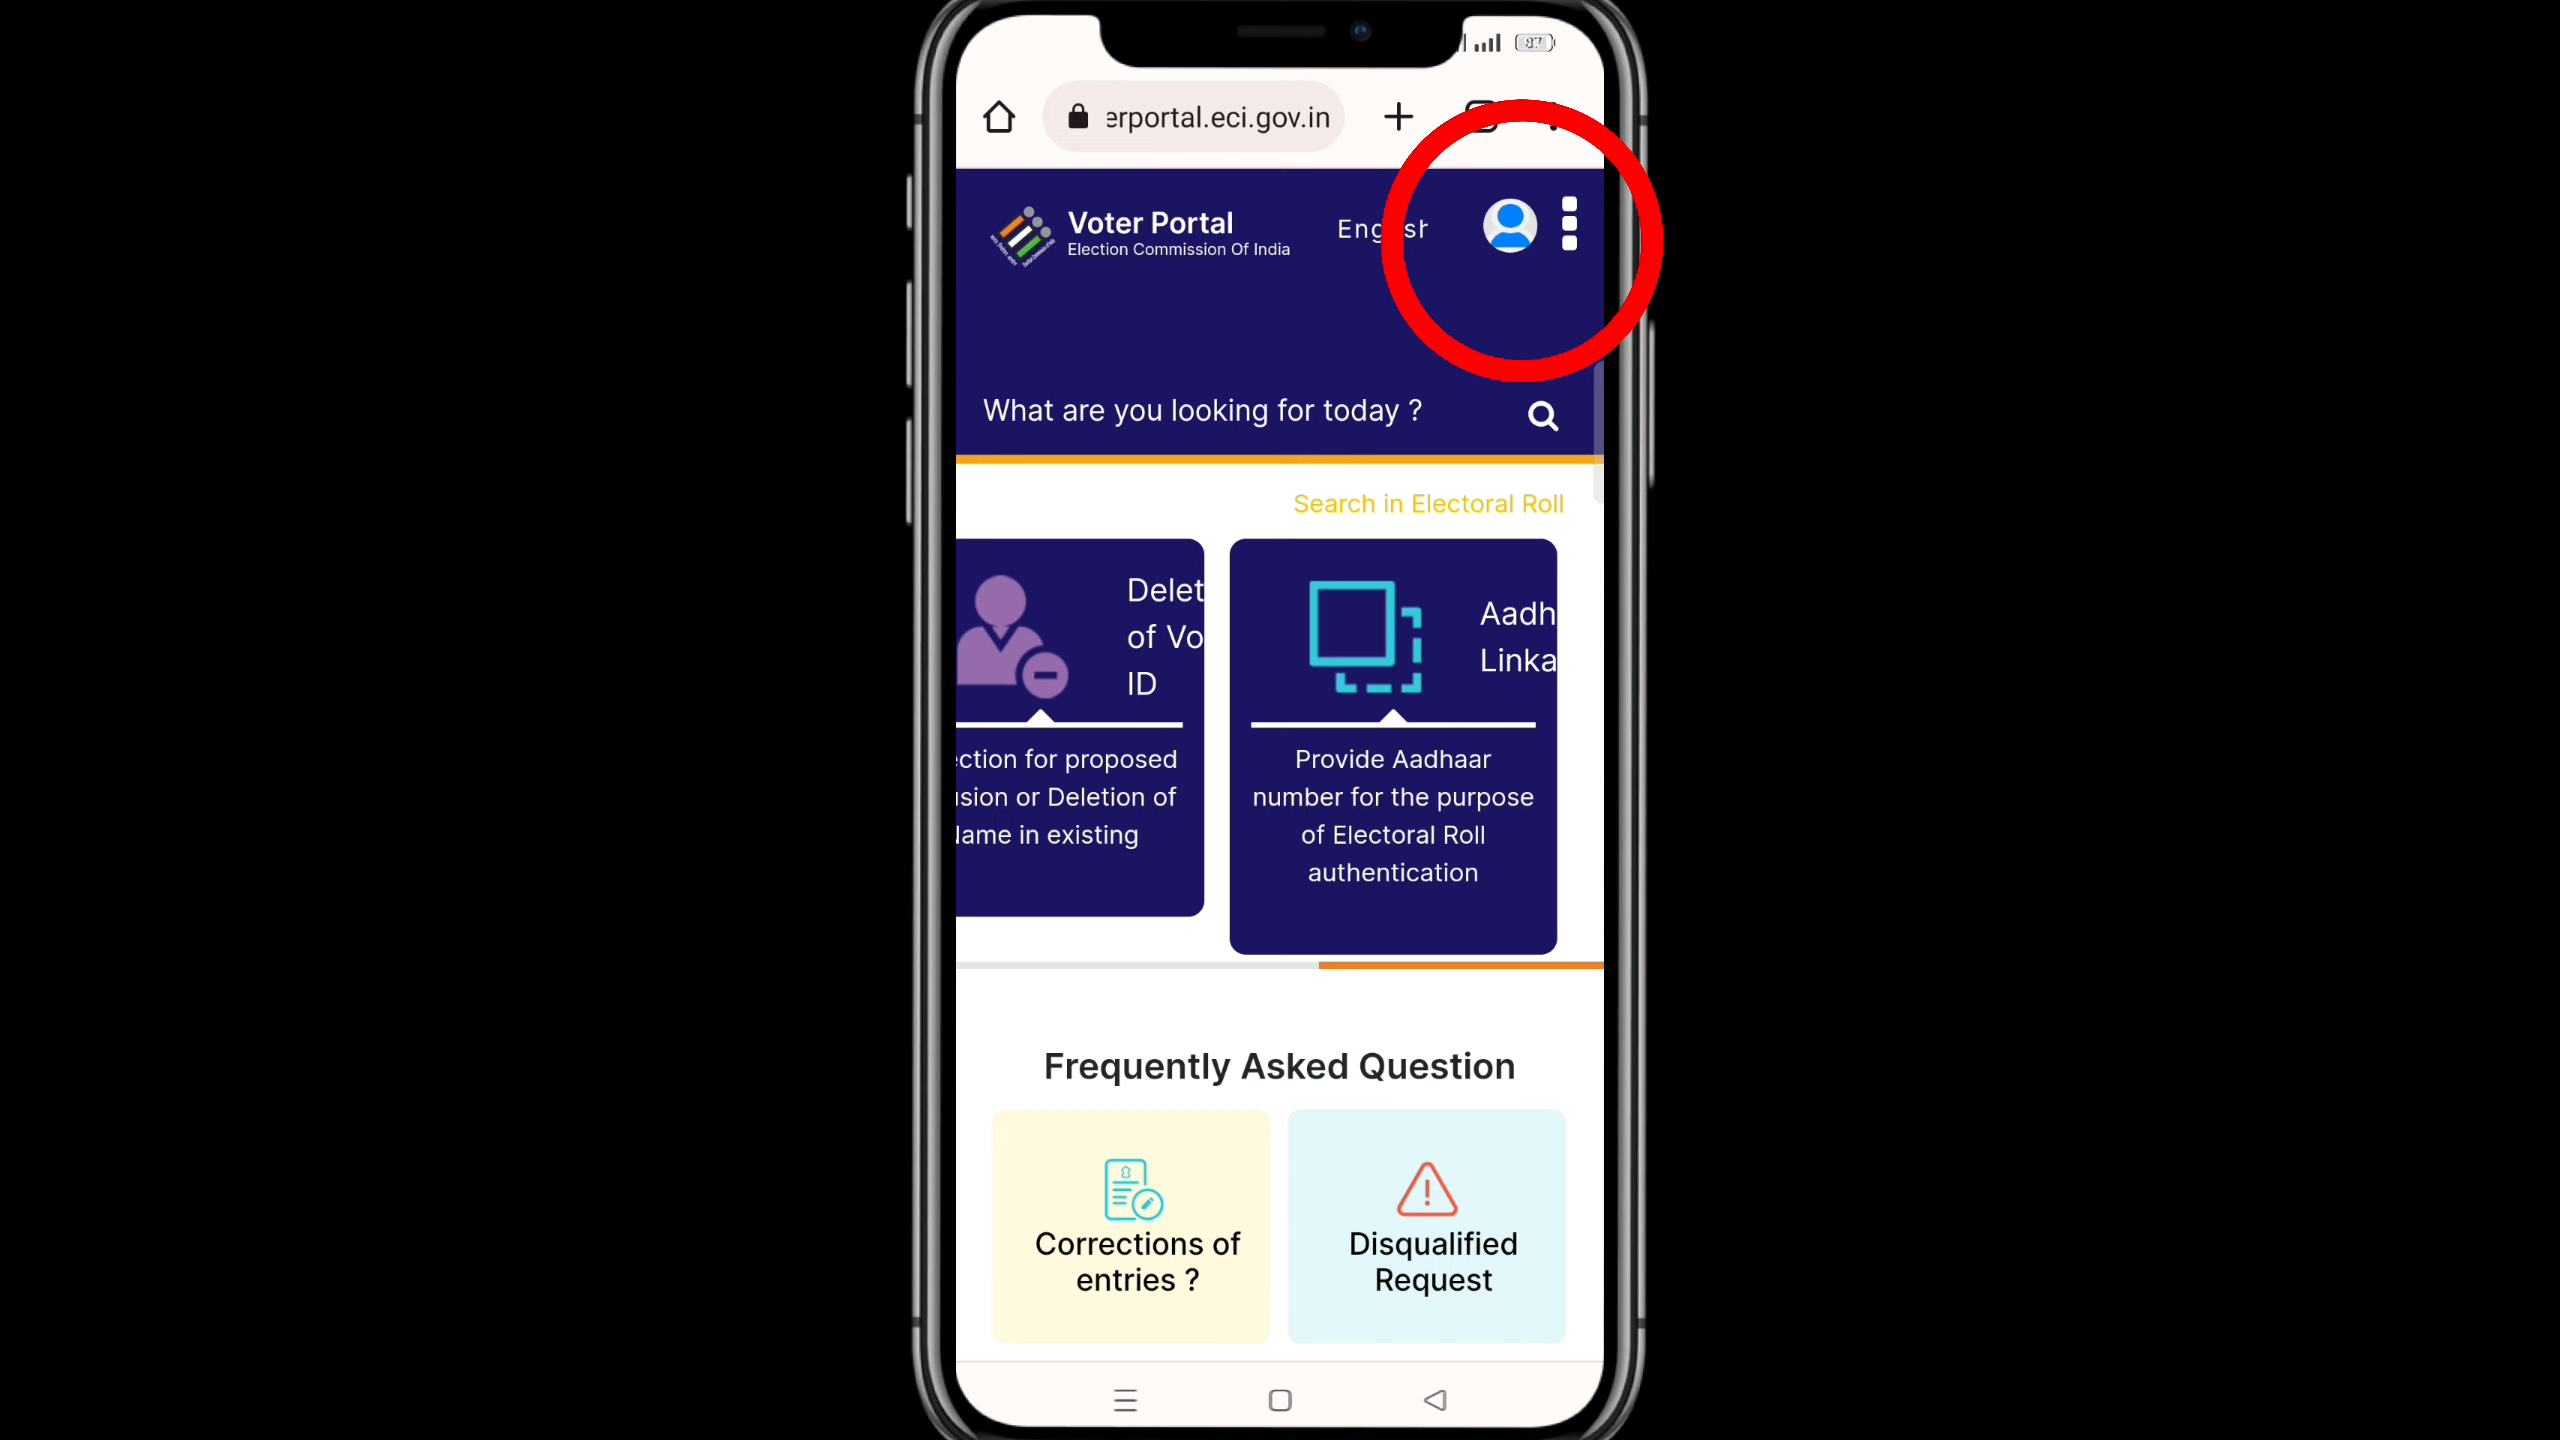 87
erportal.eci.gov.in
Voter Portal
Election Commission Of India
English
What are you looking for today ?
Search in Electoral Roll
Delet
of Vo
ID
ction for proposed
sion or Deletion of
ame in existing
Aadh
Linka
Provide Aadhaar
number for the purpose
of Electoral Roll
authentication
Frequently Asked Question
Corrections of
entries ?
Disqualified
Request